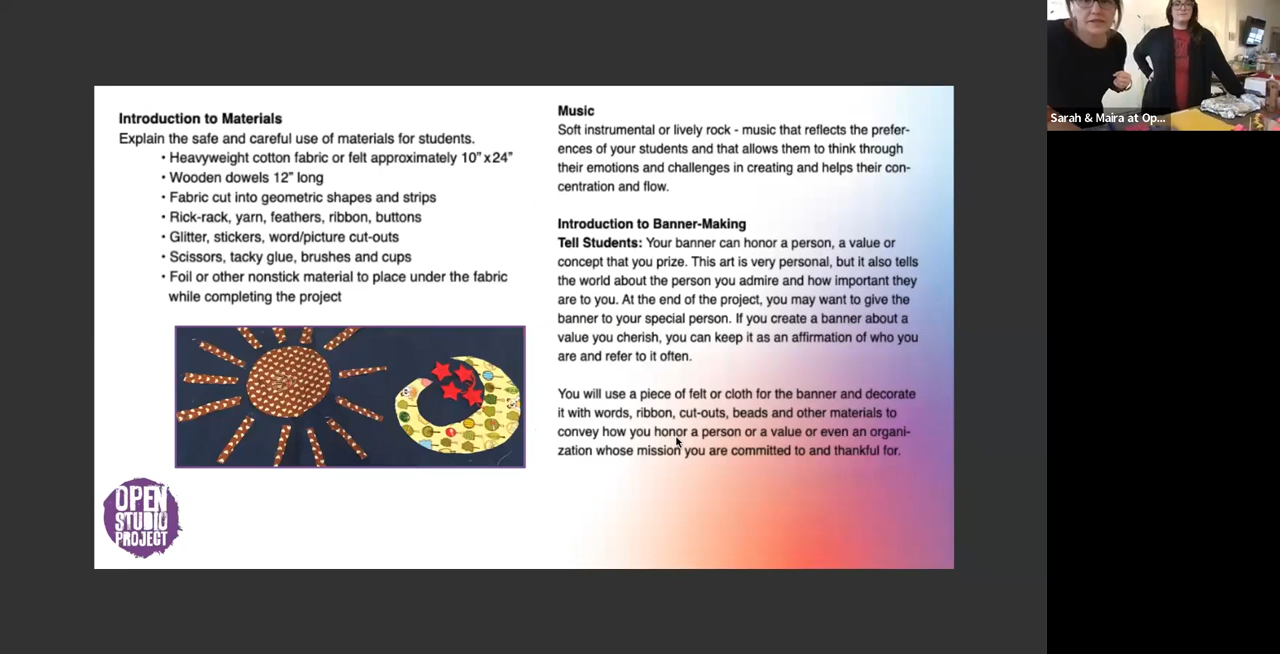 Introduction to Materials
Explain the safe and careful use of materials for students.
• Heavyweight cotton fabric or felt approximately 10” x 24”
• Wooden dowels 12” long
• Fabric cut into geometric shapes and strips
• Rick-rack, yarn, feathers, ribbon, buttons
• Glitter, stickers, word/picture cut-outs
• Scissors, tacky glue, brushes and cups
• Foil or other nonstick material to place under the fabric
while completing the project
OPEN
STUDIO
PROJECT
Music
Soft instrumental or lively rock - music that reflects the prefer-
ences of your students and that allows them to think through
their emotions and challenges in creating and helps their con-
centration and flow.
Introduction to Banner-Making
Tell Students: Your banner can honor a person, a value or
concept that you prize. This art is very personal, but it also tells
the world about the person you admire and how important they
are to you. At the end of the project, you may want to give the
banner to your special person. If you create a banner about a
value you cherish, you can keep it as an affirmation of who you
are and refer to it often.
You will use a piece of felt or cloth for the banner and decorate
it with words, ribbon, cut-outs, beads and other materials to
convey how you honor a person or a value or even an organi-
zation whose mission you are committed to and thankful for.
Sarah & Maira at Op...